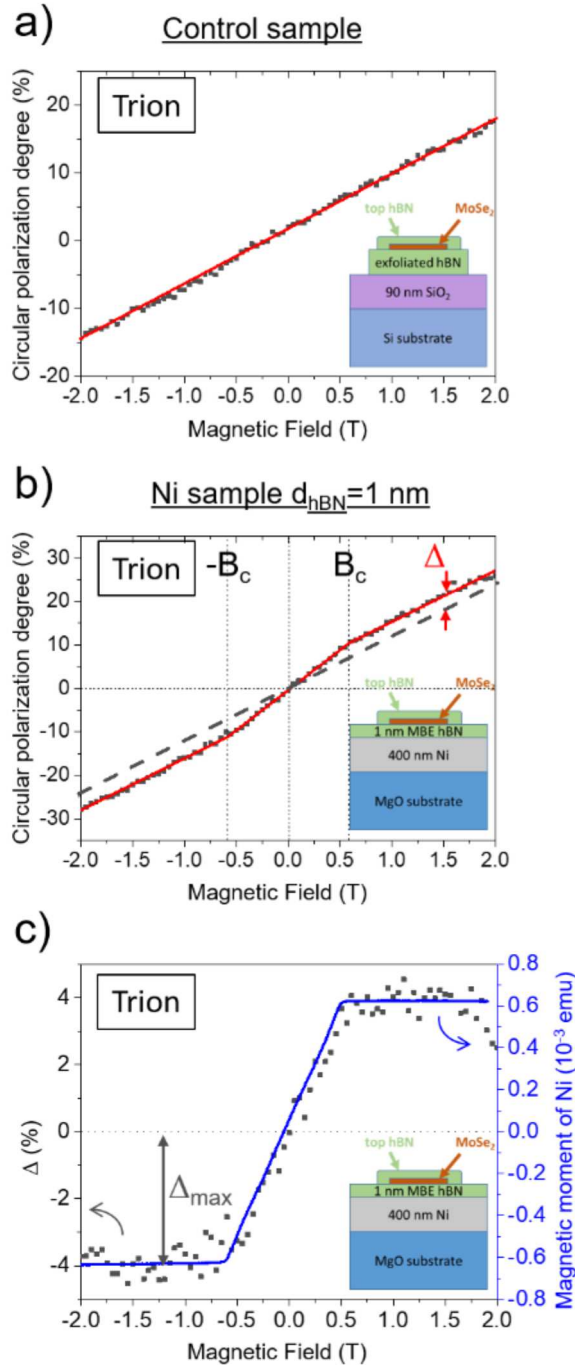 a)
Control sample
Circular polarization degree (%)
20
10
0
-10
-20
Trion
top hBN
MoSe₂
exfoliated hBN
90 nm SiO₂
Si substrate
-2.0 -1.5 -1.0 -0.5 0.0 0.5 1.0 1.5 2.0
Magnetic Field (T)
b)
Ni sample d_hBN=1 nm
Circular polarization degree (%)
30
20
10
0
-10
-20
-30
Trion
-B_c
B_c
Δ
top hBN
MoSe₂
1 nm MBE hBN
400 nm Ni
MgO substrate
-2.0 -1.5 -1.0 -0.5 0.0 0.5 1.0 1.5 2.0
Magnetic Field (T)
c)
Δ (%)
4
2
0
-2
-4
Trion
Δ_max
top hBN
MoSe₂
1 nm MBE hBN
400 nm Ni
MgO substrate
0.8
0.6
0.4
0.2
0.0
-0.2
-0.4
-0.6
-0.8
Magnetic moment of Ni (10⁻³ emu)
-2.0 -1.5 -1.0 -0.5 0.0 0.5 1.0 1.5 2.0
Magnetic Field (T)